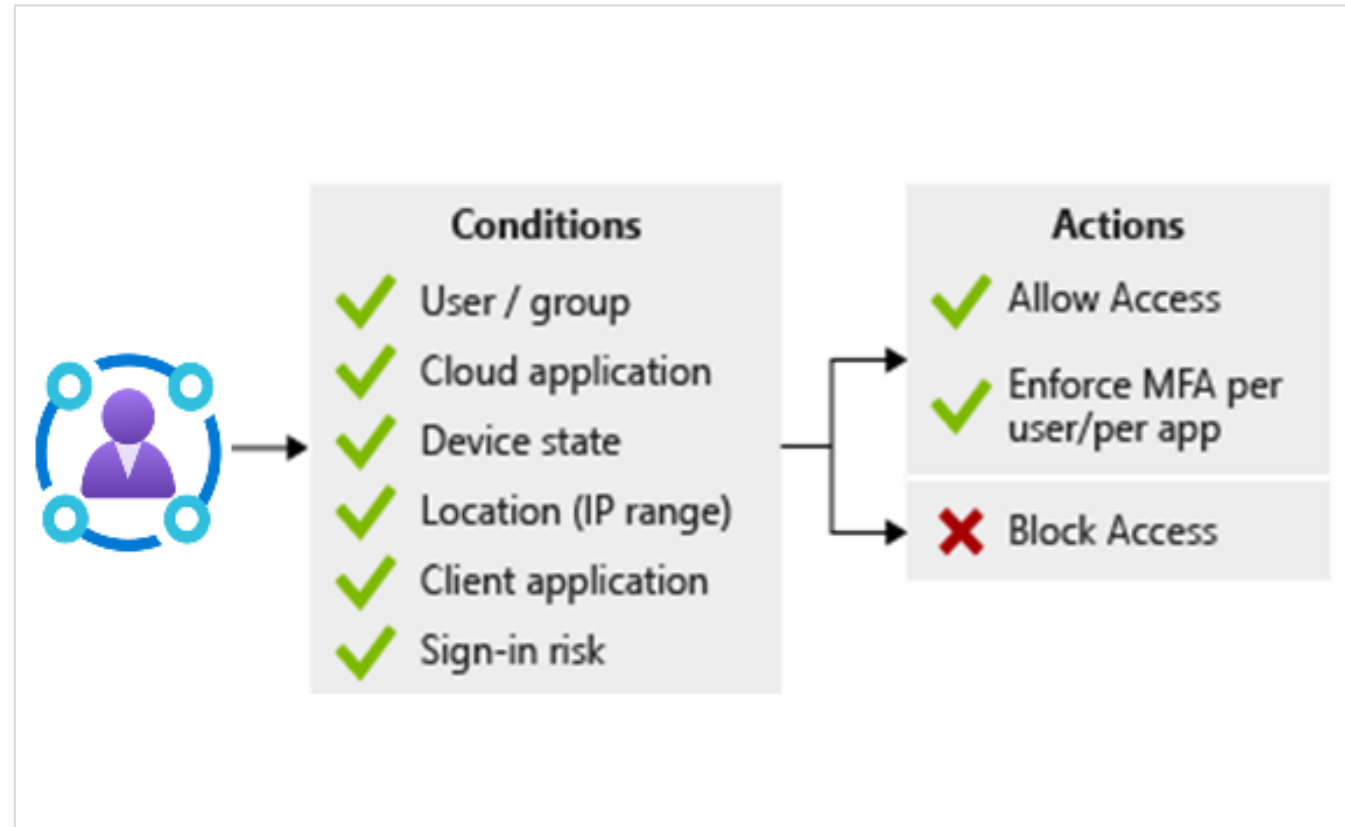 Conditions
User / group
Cloud application
Device state
Location (IP range)
Client application
Sign-in risk
Actions
Allow Access
Enforce MFA per
user/per app
Block Access